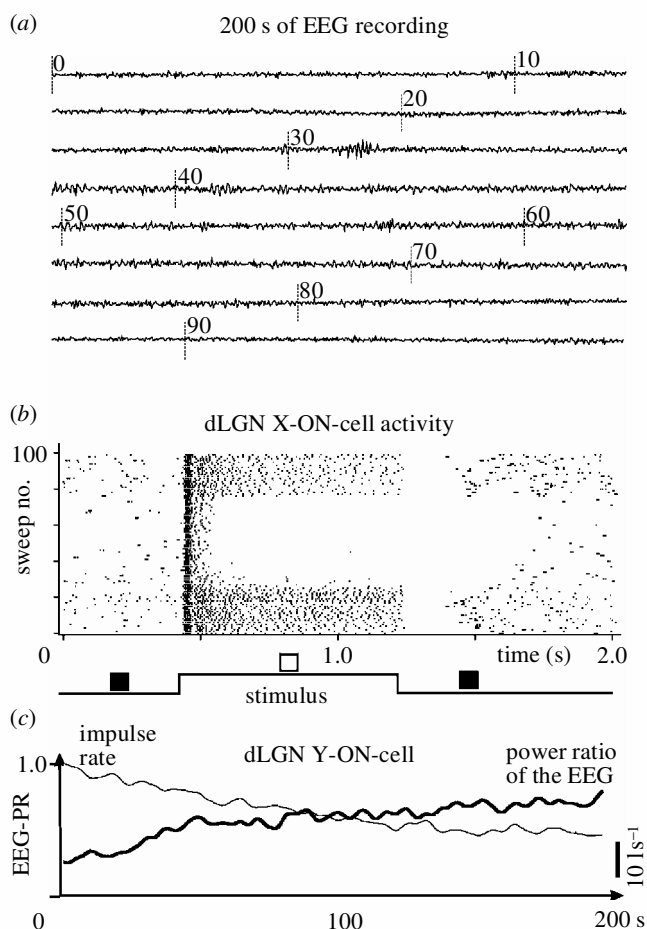 (a) 200 s of EEG recording
0 10
20
30
40
50 60
70
80
90
(b) dLGN X-ON-cell activity
100
sweep no.
0 1.0 time (s) 2.0
stimulus
(c) impulse rate dLGN Y-ON-cell power ratio of the EEG
1.0
EEG-PR
10 1s⁻¹
0 100 200 s